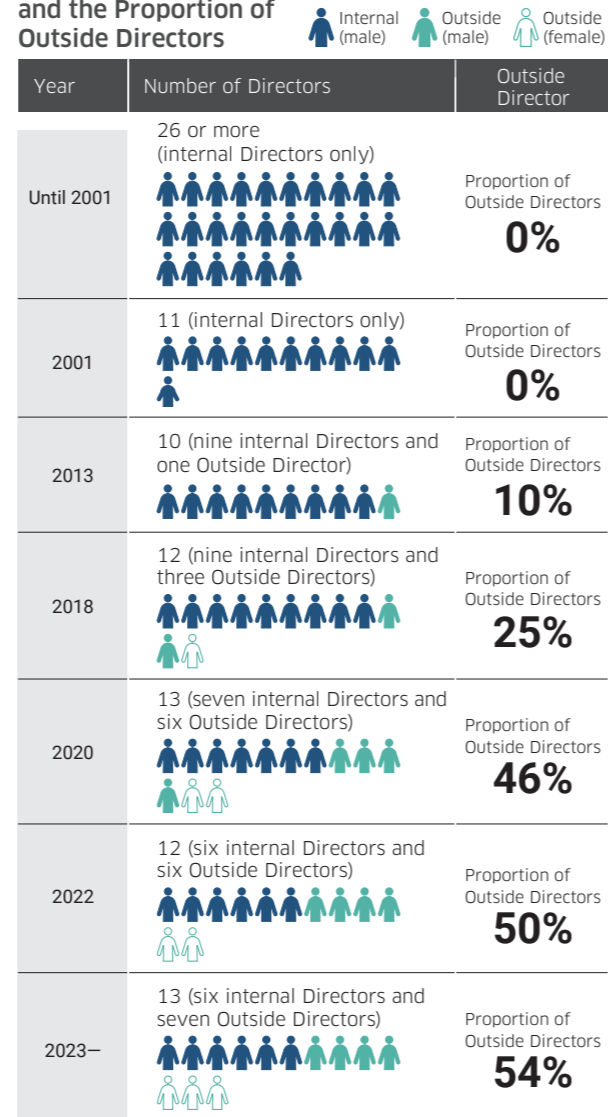 and the Proportion of
Outside Directors
Internal
(male)
Outside
(male)
Outside
(female)
Year
Number of Directors
Outside
Director
Until 2001
26 or more
(internal Directors only)
Proportion of
Outside Directors
0%
2001
11 (internal Directors only)
Proportion of
Outside Directors
0%
2013
10 (nine internal Directors and
one Outside Director)
Proportion of
Outside Directors
10%
2018
12 (nine internal Directors and
three Outside Directors)
Proportion of
Outside Directors
25%
2020
13 (seven internal Directors and
six Outside Directors)
Proportion of
Outside Directors
46%
2022
12 (six internal Directors and
six Outside Directors)
Proportion of
Outside Directors
50%
2023—
13 (six internal Directors and
seven Outside Directors)
Proportion of
Outside Directors
54%